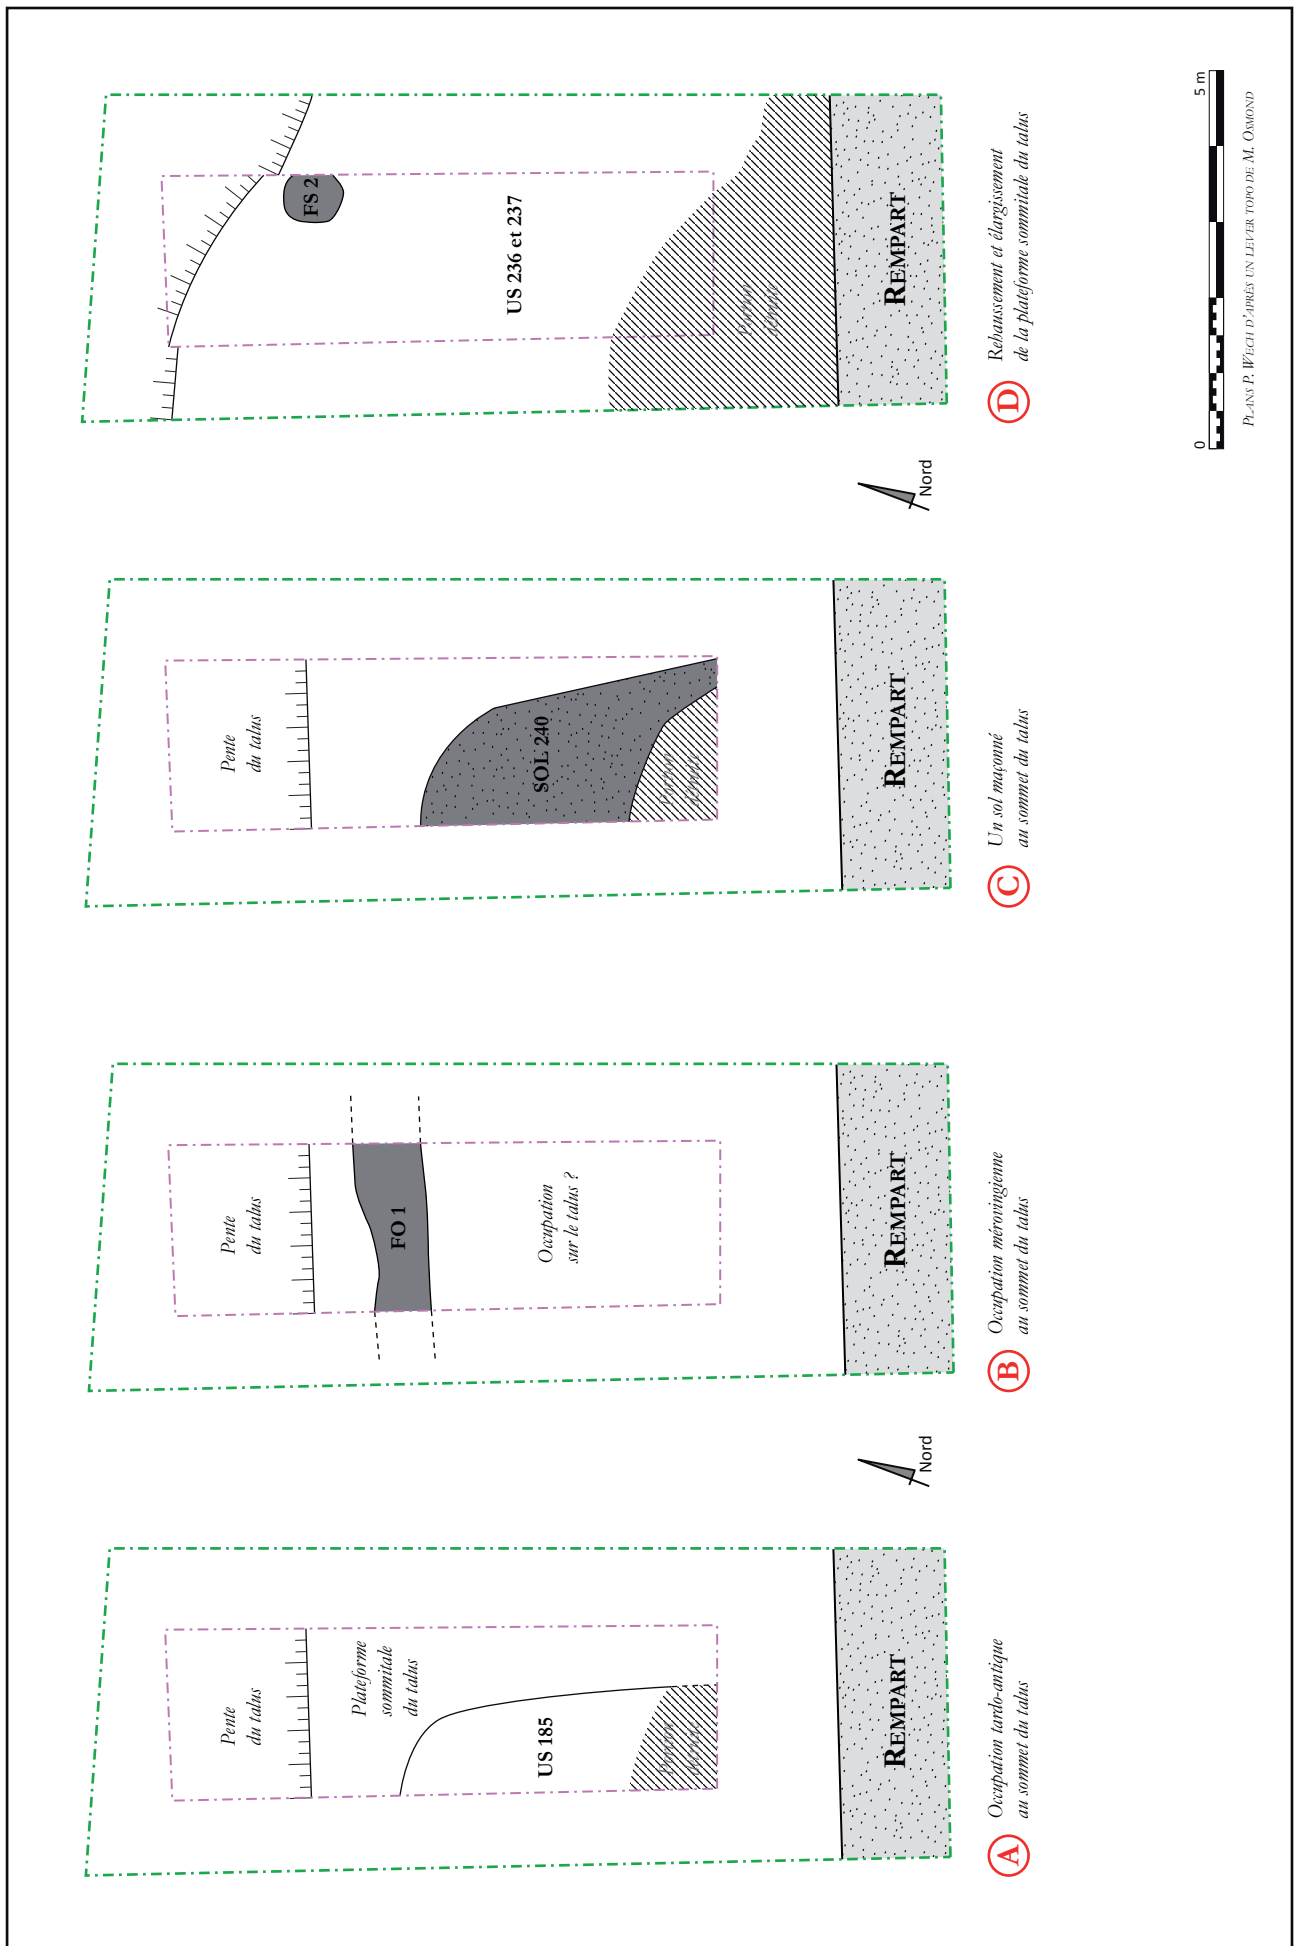 Pente
du talus
Plateforme
sommitale
du talus
US 185
REMPART
A
Occupation tardo-antique
au sommet du talus
Nord
Pente
du talus
FO 1
Occupation
sur le talus ?
REMPART
B
Occupation mérovingienne
au sommet du talus
Pente
du talus
SOL 240
REMPART
C
Un sol maçonné
au sommet du talus
Nord
FS 2
US 236 et 237
Portion
détruite
REMPART
D
Rehaussement et élargissement
de la plateforme sommitale du talus
0
5 m
PLANS P. WECH D'APRÈS UN LEVER TOPO DE M. OSMOND